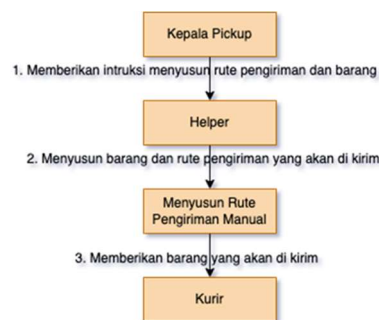 Kepala Pickup
1. Memberikan intruksi menyusun rute pengiriman dan barang
Helper
2. Menyusun barang dan rute pengiriman yang akan di kirim
Menyusun Rute
Pengiriman Manual
3. Memberikan barang yang akan di kirim
Kurir